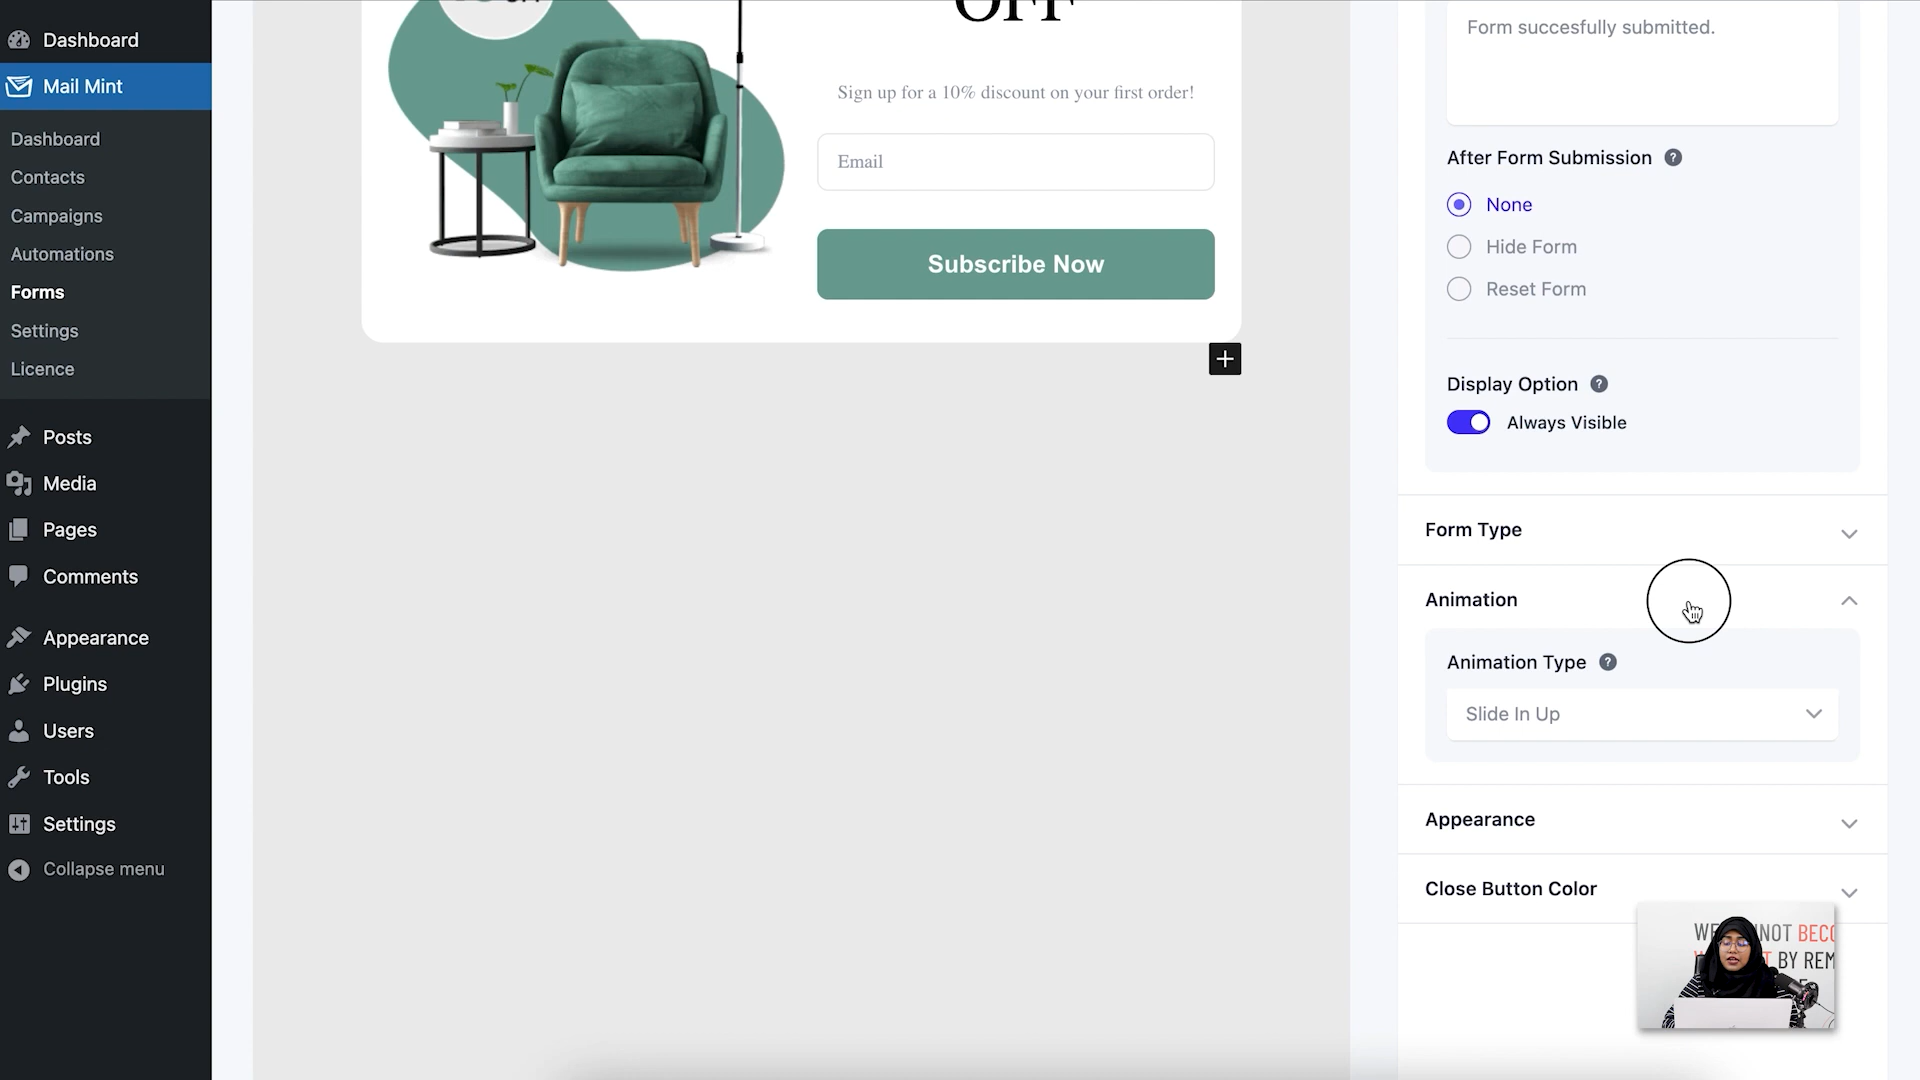 Dashboard
Mail Mint
Dashboard
Contacts
Campaigns
Automations
Forms
Settings
Licence
Posts
Media
Pages
Comments
Appearance
Plugins
Users
Tools
Settings
Collapse menu
OFF
Sign up for a 10% discount on your first order!
Email
Subscribe Now
Form succesfully submitted.
After Form Submission
None
Hide Form
Reset Form
Display Option
Always Visible
Form Type
Animation
Animation Type
Slide In Up
Appearance
Close Button Color
BY REM